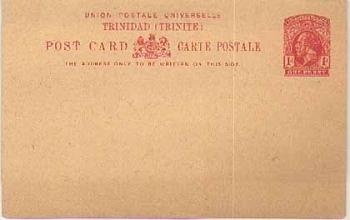 UNION POSTALE UNIVERSELLE
TRINIDAD (TRINITE)
POST CARD CARTE POSTALE
THE ADDRESS ONLY TO BE WRITTEN ON THIS SIDE.
1d 1d
ONE PENNY